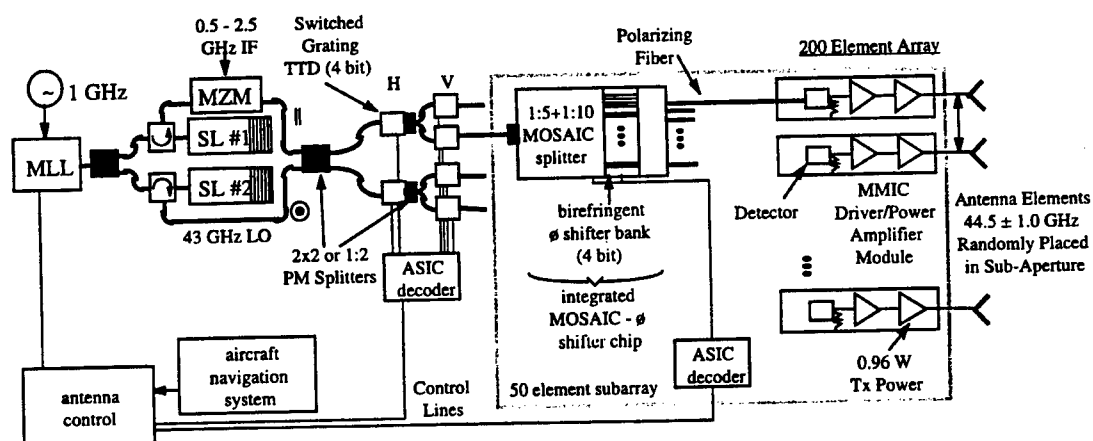 0.5 - 2.5
GHz IF
Switched
Grating
TTD (4 bit)
Polarizing
Fiber
200 Element Array
~
1 GHz
MZM
H
V
SL #1
1:5+1:10
MOSAIC
splitter
MLL
SL #2
43 GHz LO
2x2 or 1:2
PM Splitters
ASIC
decoder
birefringent
ø shifter bank
(4 bit)
integrated
MOSAIC - ø
shifter chip
Detector
MMIC
Driver/Power
Amplifier
Module
Antenna Elements
44.5 ± 1.0 GHz
Randomly Placed
in Sub-Aperture
aircraft
navigation
system
antenna
control
Control
Lines
50 element subarray
ASIC
decoder
0.96 W
Tx Power